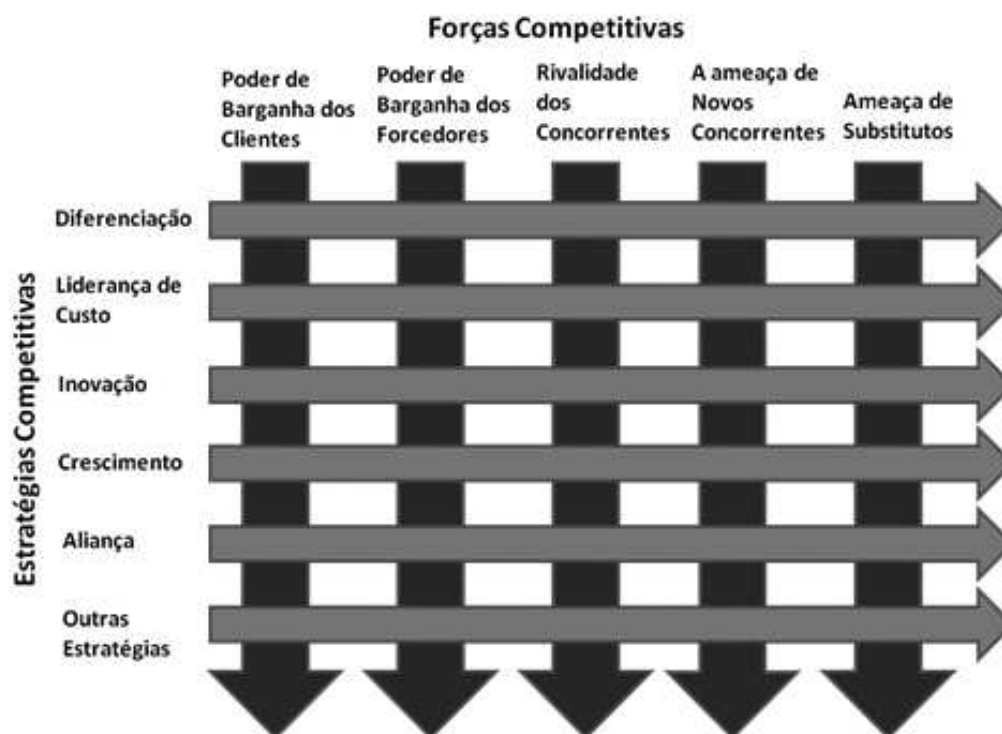 Forças Competitivas
Poder de
Barganha dos
Clientes
Poder de
Barganha dos
Forcedores
Rivalidade
dos
Concorrentes
A ameaça de
Novos
Concorrentes
Ameaça de
Substitutos
Estratégias Competitivas
Diferenciação
Liderança de
Custo
Inovação
Crescimento
Aliança
Outras
Estratégias